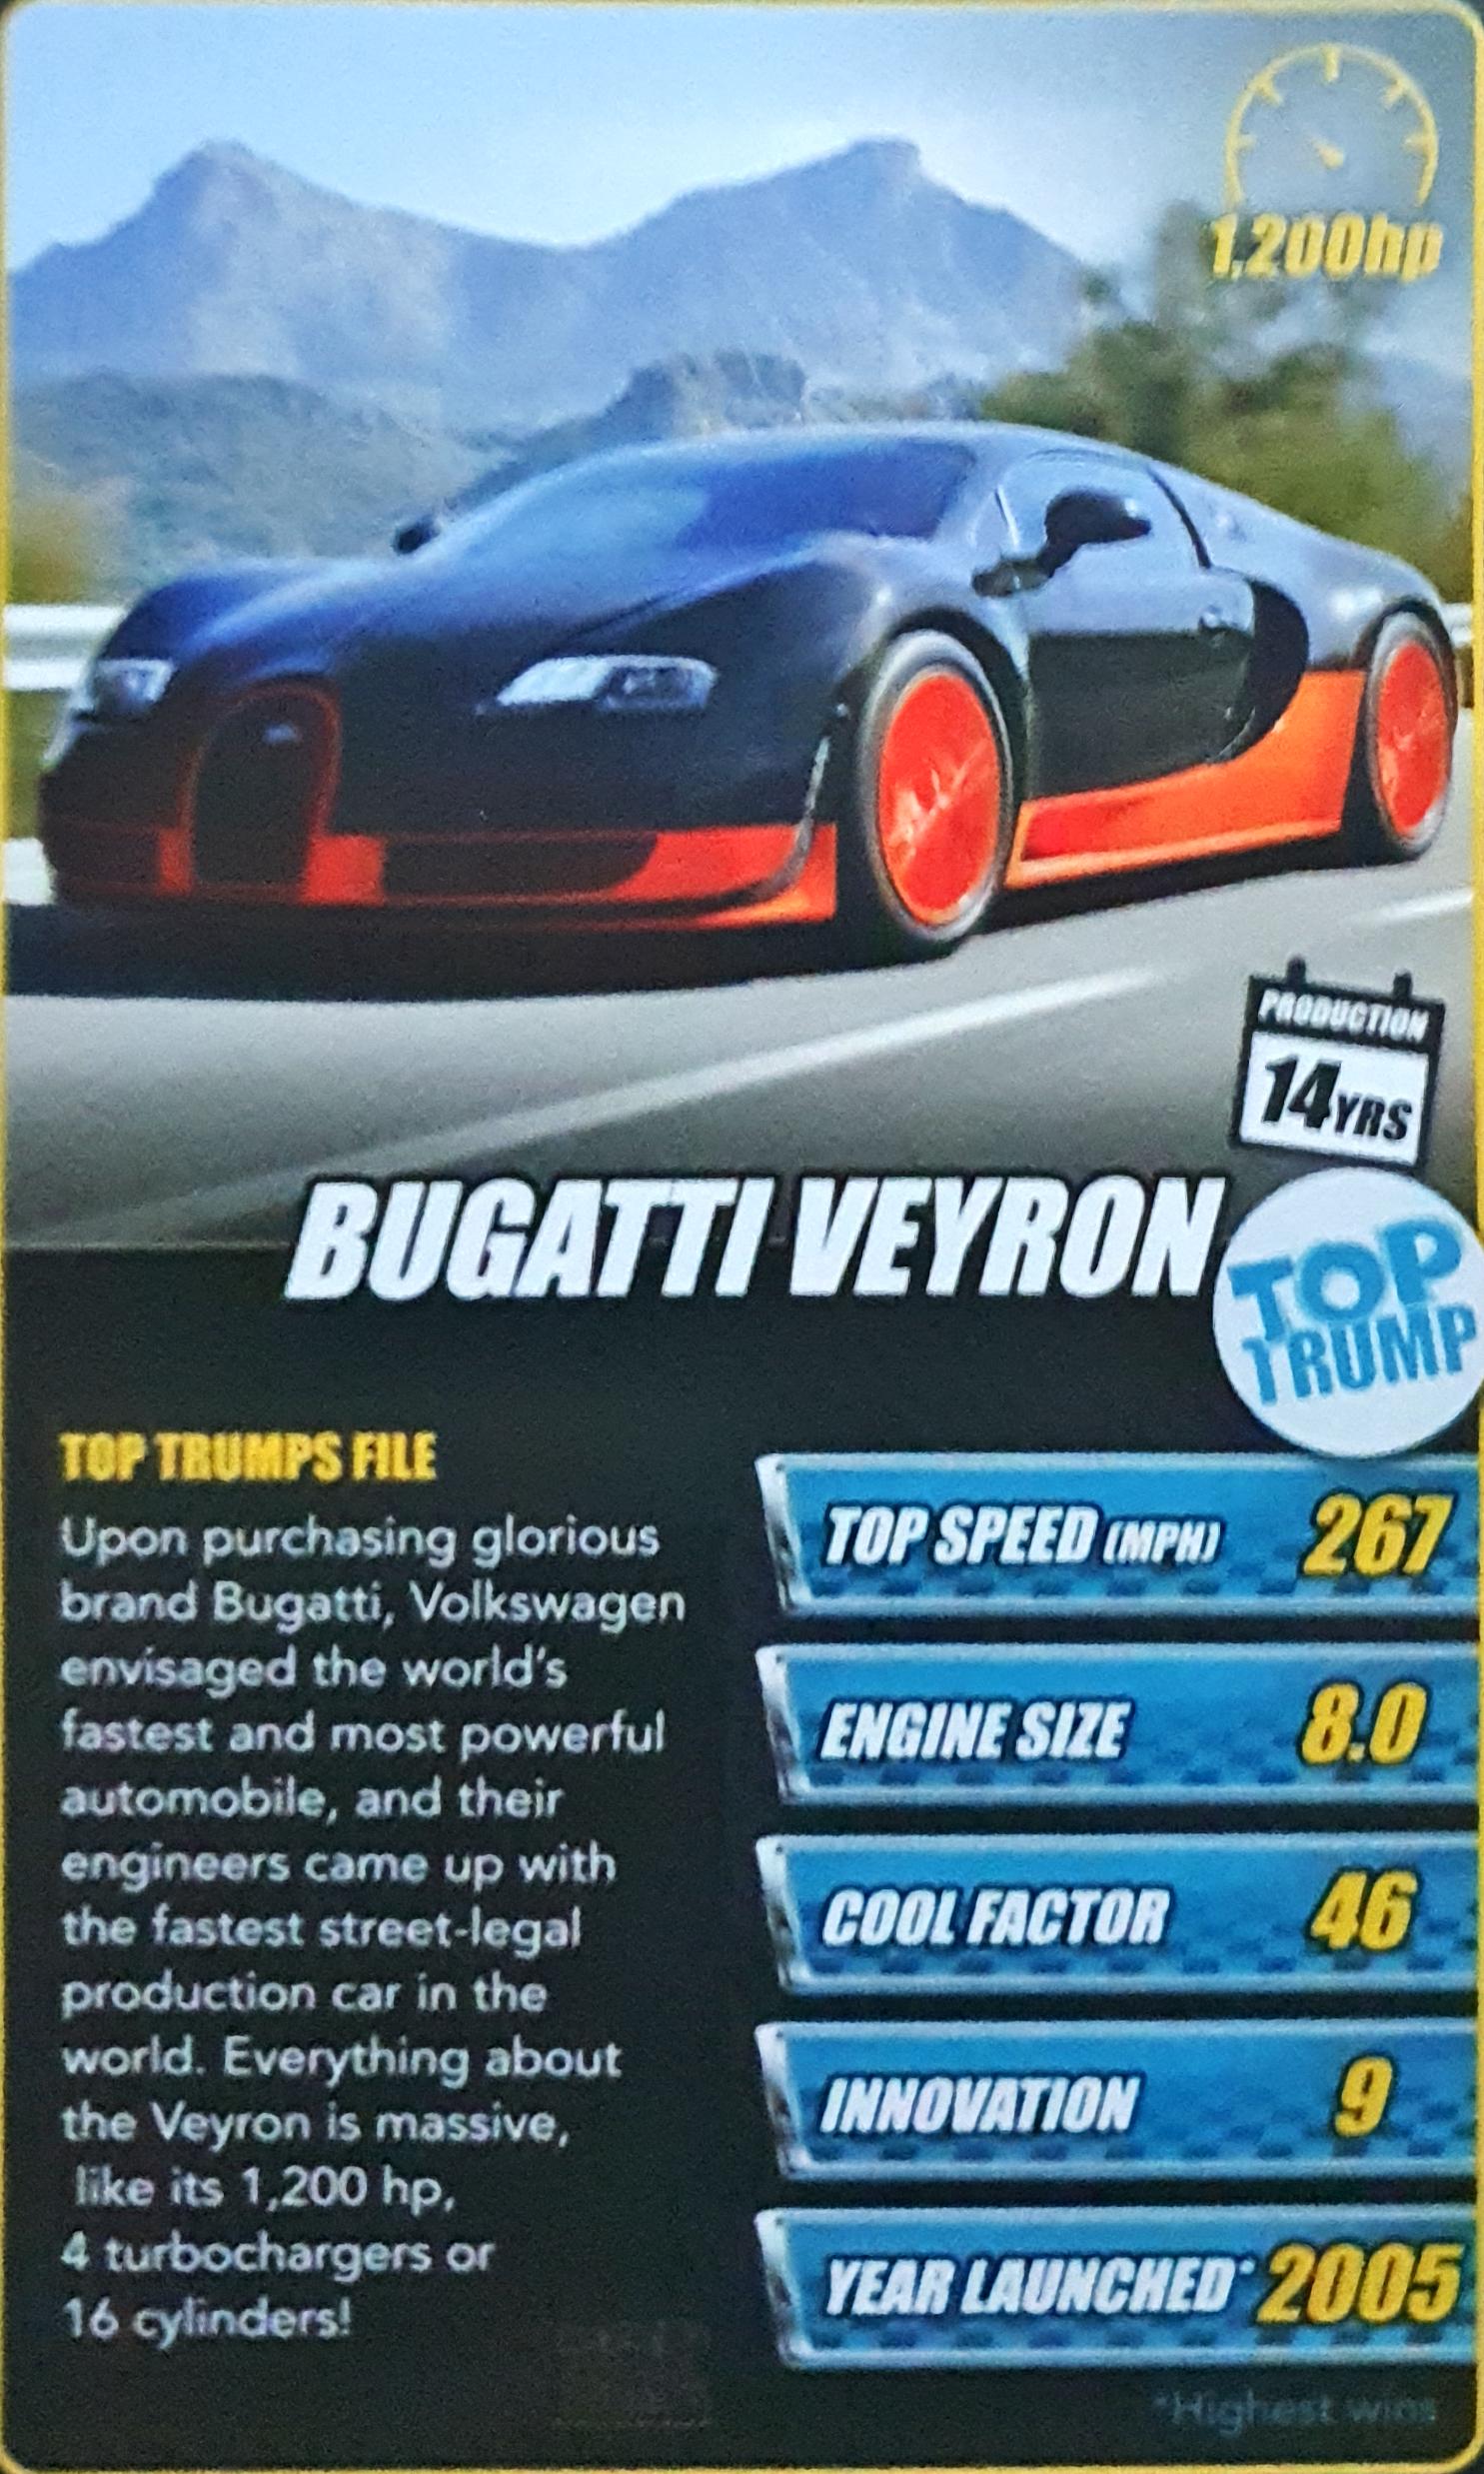 1,200hp
PRODUCTION
14YRS
BUGATTI VEYRON
TOP
TRUMP
TOP TRUMPS FILE
Upon purchasing glorious
brand Bugatti, Volkswagen
envisaged the world's
fastest and most powerful
automobile, and their
engineers came up with
the fastest street-legal
production car in the
world. Everything about
the Veyron is massive,
like its 1,200 hp,
4 turbochargers or
16 cylinders!
TOP SPEED (MPH) 267
ENGINE SIZE 8.0
COOL FACTOR 46
INNOVATION 9
YEAR LAUNCHED* 2005
*Highest wins